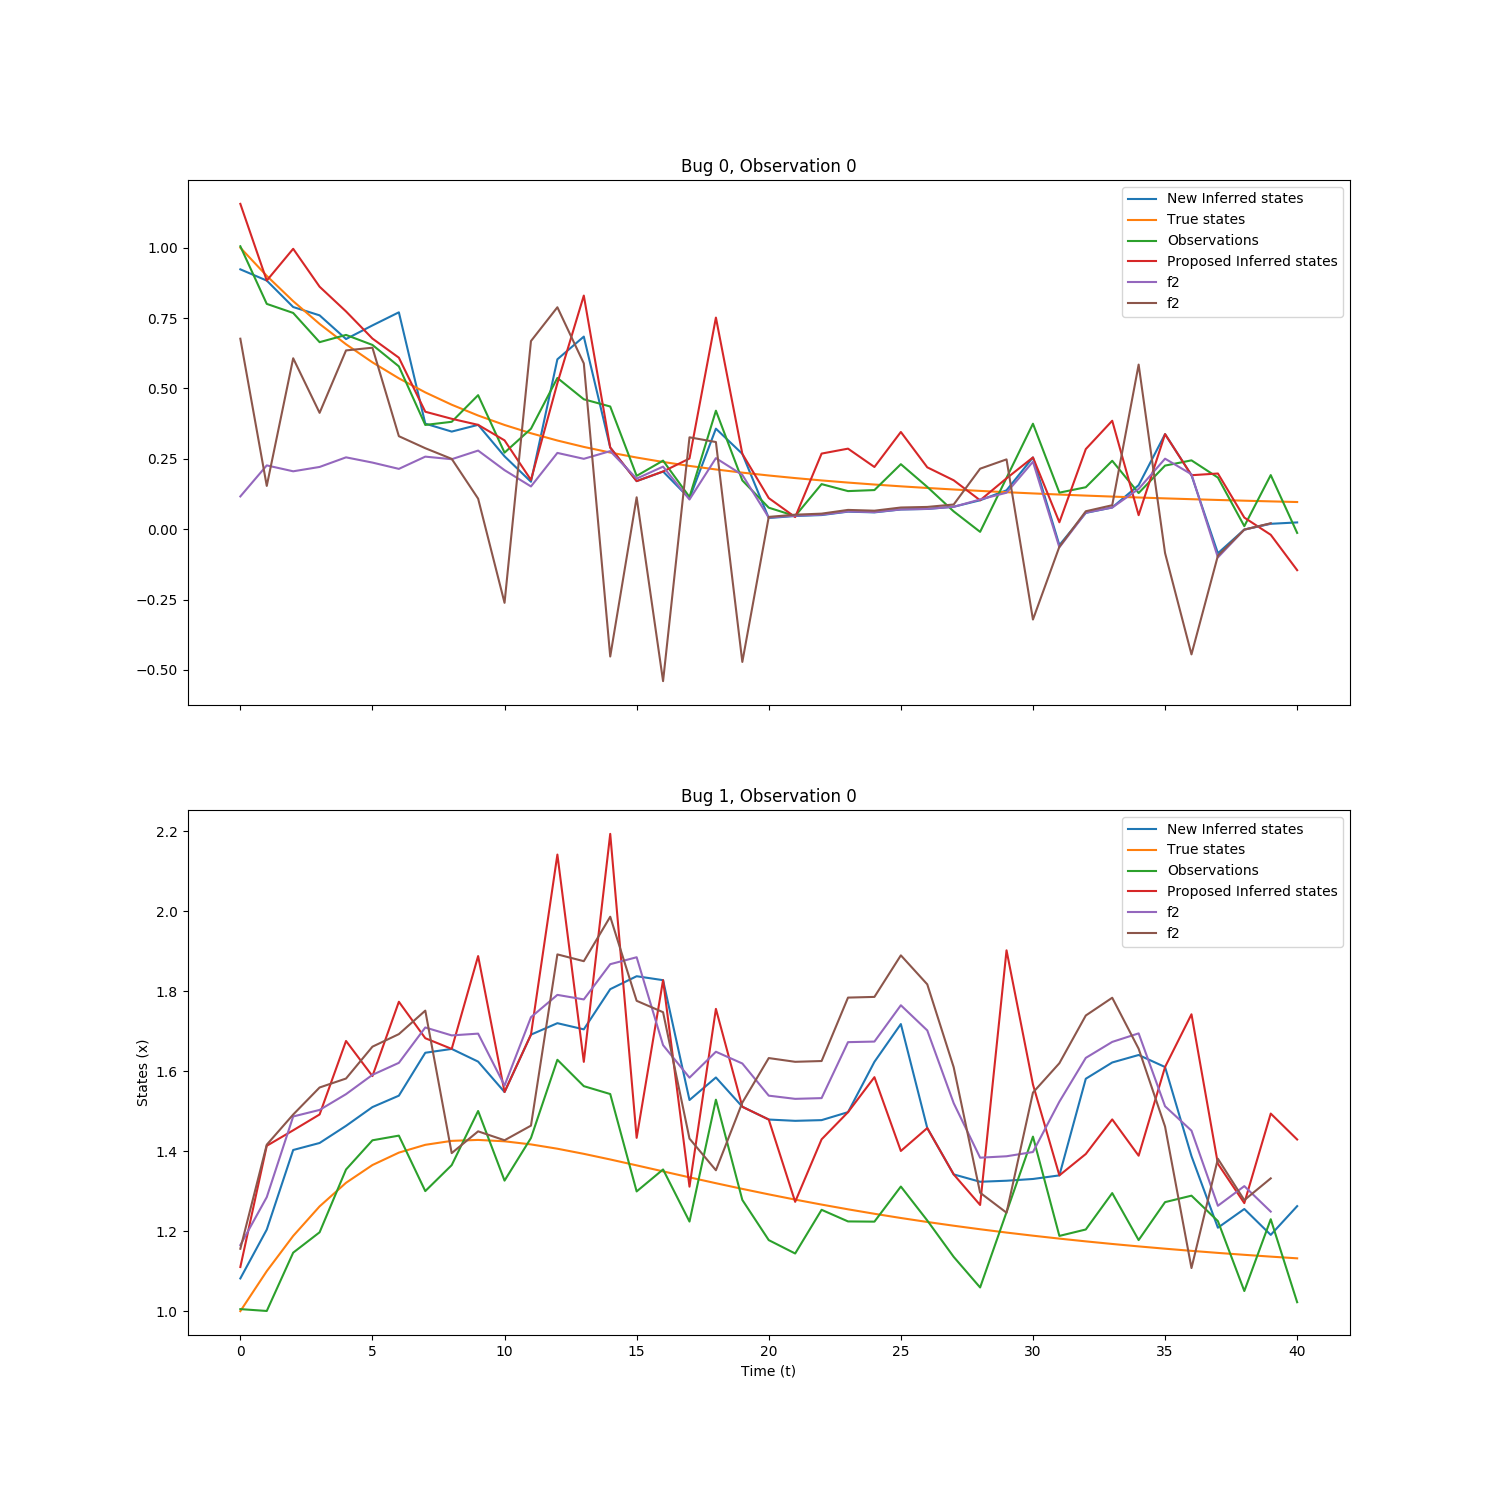 Bug 0, Observation 0
New Inferred states
True states
Observations
Proposed Inferred states
f2
f2
1.00
0.75
0.50
0.25
0.00
−0.25
−0.50
Bug 1, Observation 0
New Inferred states
True states
Observations
Proposed Inferred states
f2
f2
2.2
2.0
1.8
1.6
1.4
1.2
1.0
States (x)
0 5 10 15 20 25 30 35 40
Time (t)